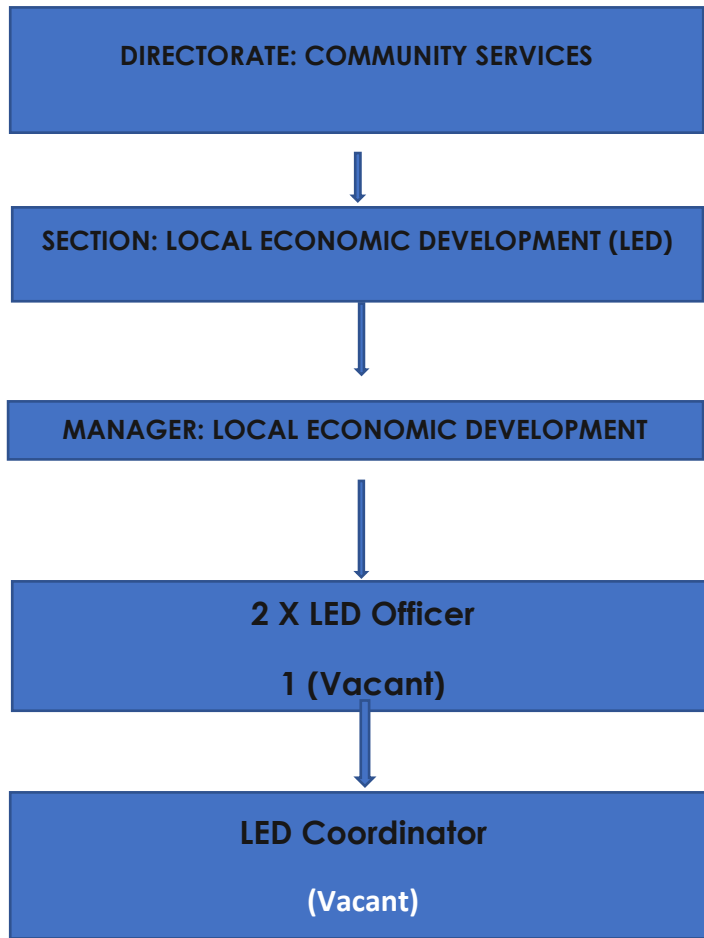 DIRECTORATE: COMMUNITY SERVICES
SECTION: LOCAL ECONOMIC DEVELOPMENT (LED)
MANAGER: LOCAL ECONOMIC DEVELOPMENT
2 X LED Officer
1 (Vacant)
LED Coordinator
(Vacant)